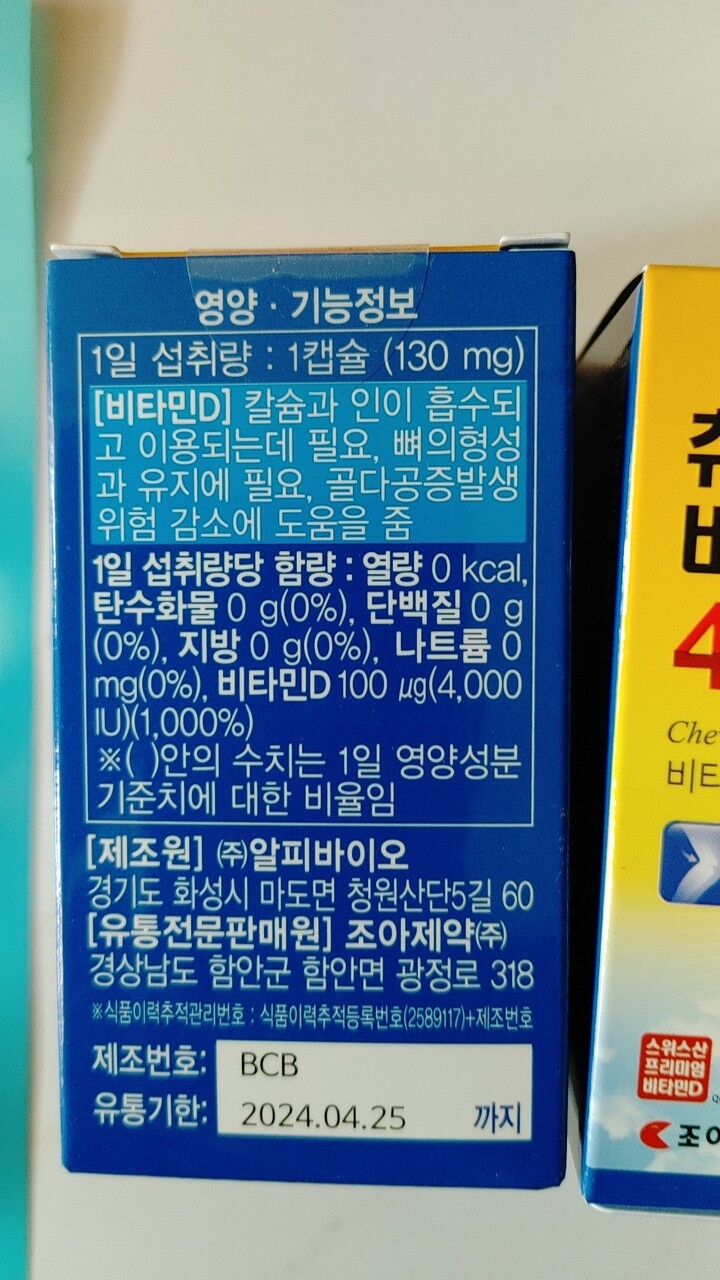 영양 · 기능정보
1일 섭취량 : 1캡슐 (130 mg)
[비타민D] 칼슘과 인이 흡수되
고 이용되는데 필요, 뼈의형성
과 유지에 필요, 골다공증발생
위험 감소에 도움을 줌
1일 섭취량당 함량 : 열량 0 kcal,
탄수화물 0 g(0%), 단백질 0 g
(0%), 지방 0 g(0%), 나트륨 0
mg(0%), 비타민D 100 μg(4,000
IU)(1,000%)
※( )안의 수치는 1일 영양성분
기준치에 대한 비율임
[제조원] ㈜알피바이오
경기도 화성시 마도면 청원산단5길 60
[유통전문판매원] 조아제약㈜
경상남도 함안군 함안면 광정로 318
※식품이력추적관리번호 : 식품이력추적등록번호(2589117)+제조번호
제조번호: BCB
유통기한: 2024.04.25 까지
4
Che
비타
스위스산
프리미엄
비타민D
조아